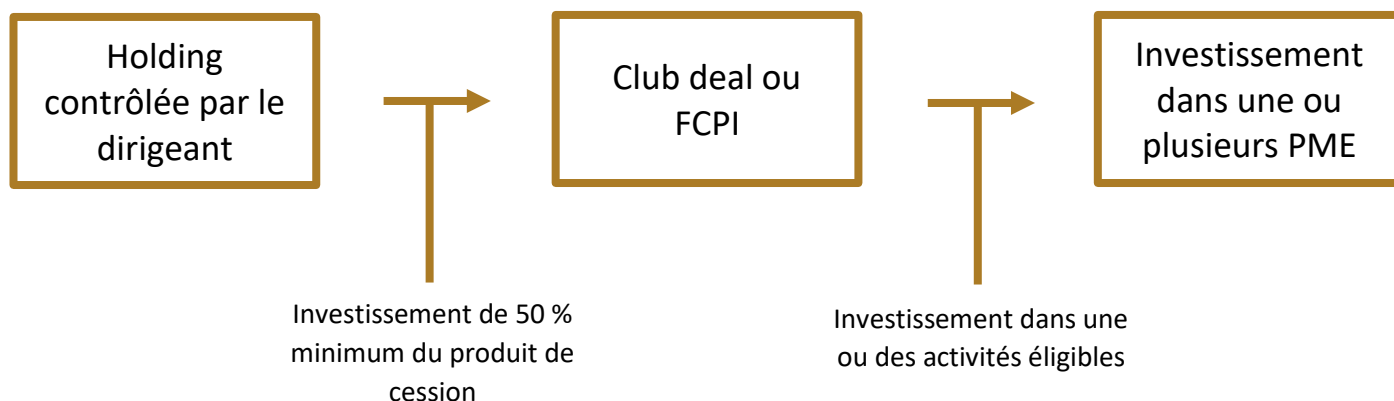 Holding
contrôlée par le
dirigeant
Club deal ou
FCPI
Investissement
dans une ou
plusieurs PME
Investissement de 50 %
minimum du produit de
cession
Investissement dans une
ou des activités éligibles